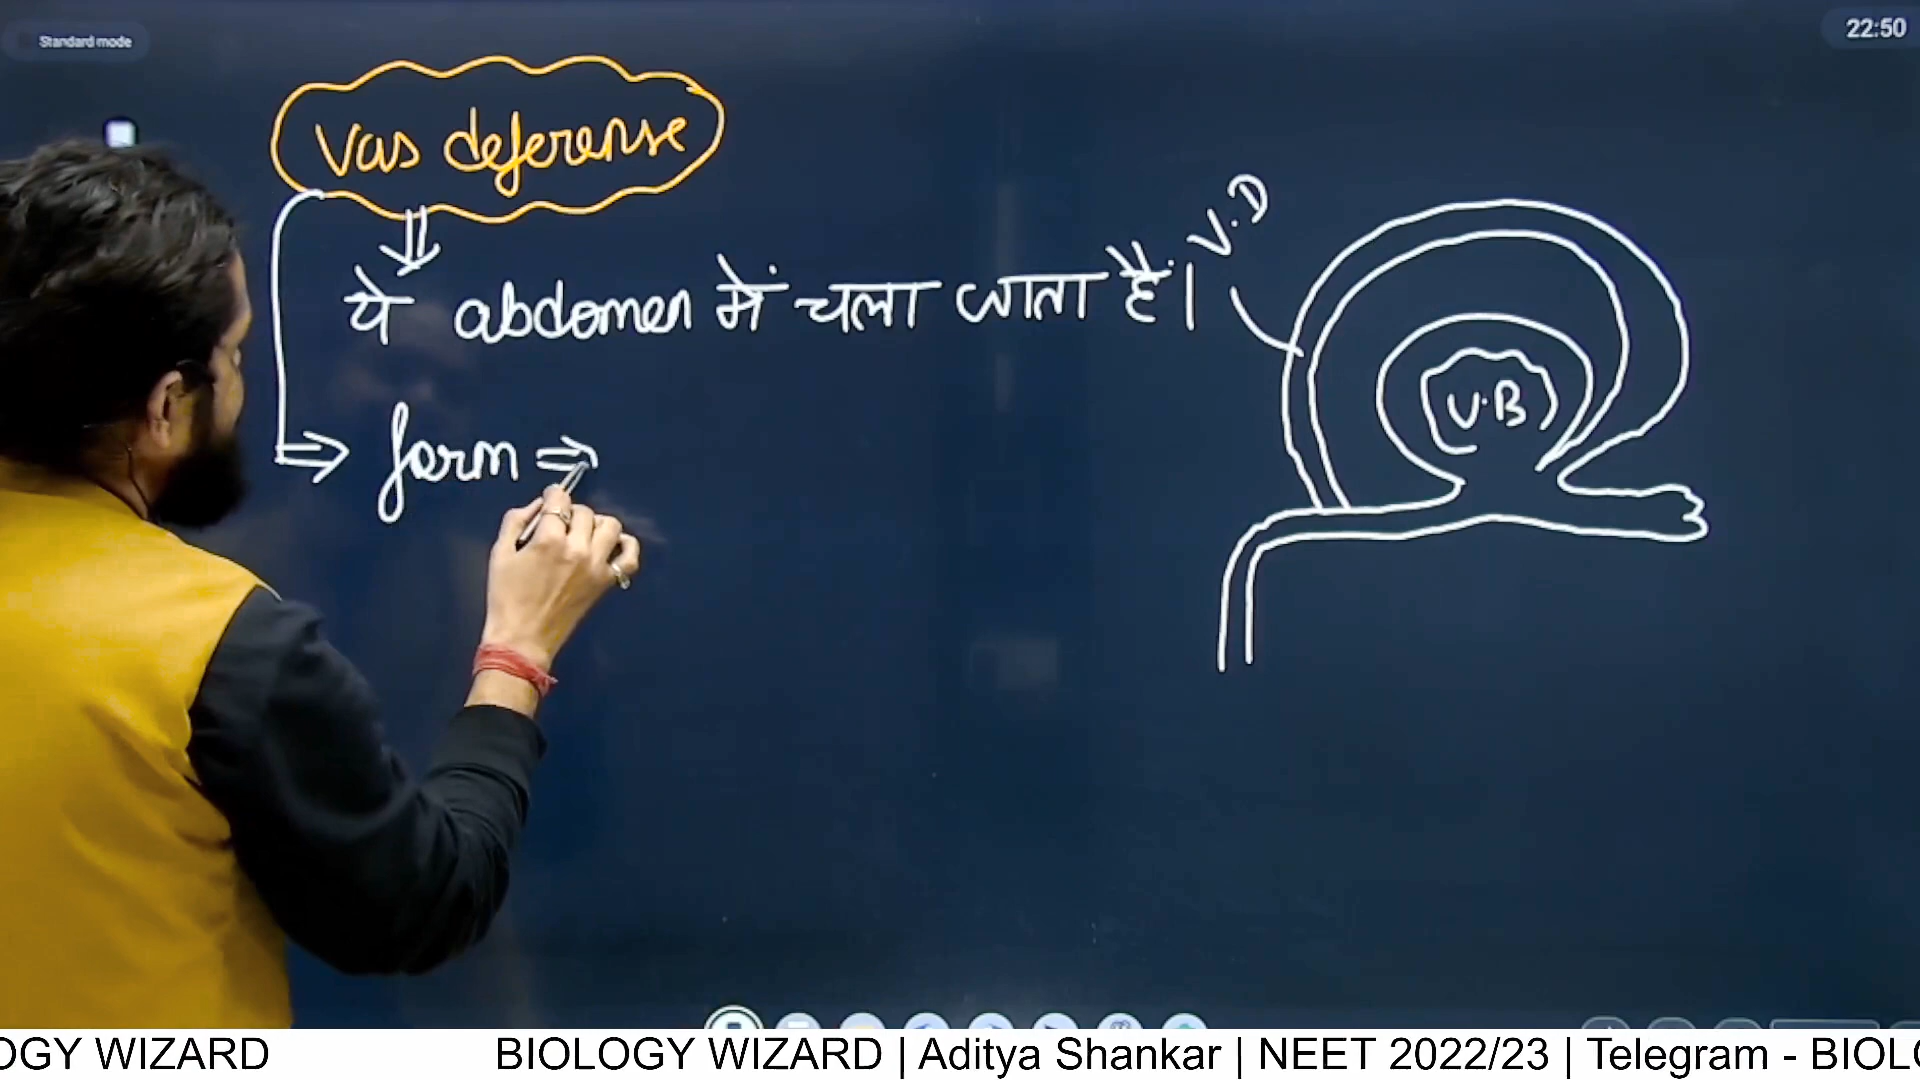 Standard mode
22:50
Vas deferense
ये abdomen में चला जाता है।
V.D
U.B
form ⇒
OGY WIZARD BIOLOGY WIZARD | Aditya Shankar | NEET 2022/23 | Telegram - BIOLO